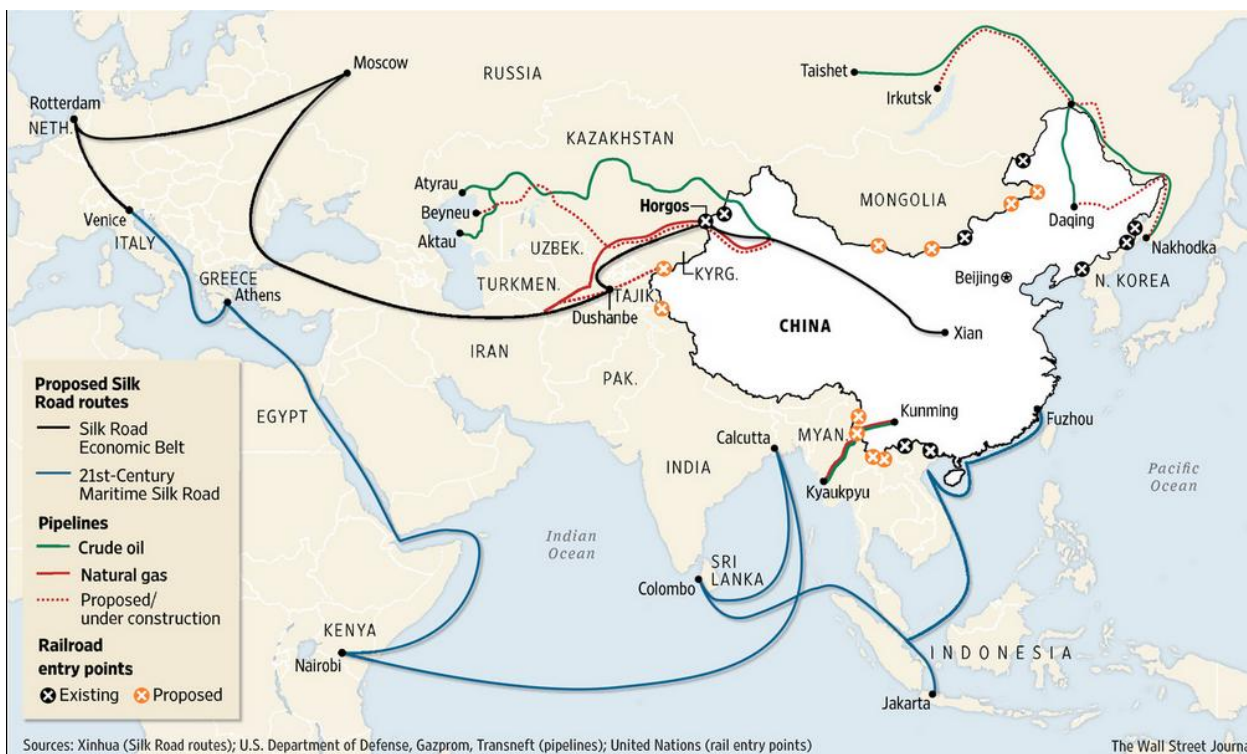 Moscow
RUSSIA
Taishet
Irkutsk
Rotterdam
NETH.
KAZAKHSTAN
Atyrau
Beyneu
Aktau
Horgos
MONGOLIA
Daqing
Nakhodka
Venice
ITALY
UZBEK.
KYRG.
Beijing
N. KOREA
GREECE
Athens
TURKMEN.
TAJIK.
Dushanbe
CHINA
Xian
IRAN
PAK.
EGYPT
Kunming
Fuzhou
Calcutta
MYAN.
INDIA
Kyaukpyu
Pacific
Ocean
Indian
Ocean
SRI
LANKA
Colombo
KENYA
Nairobi
INDONESIA
Jakarta
Proposed Silk
Road routes
Silk Road
Economic Belt
21st-Century
Maritime Silk Road
Pipelines
Crude oil
Natural gas
Proposed/
under construction
Railroad
entry points
Existing
Proposed
Sources: Xinhua (Silk Road routes); U.S. Department of Defense, Gazprom, Transneft (pipelines); United Nations (rail entry points)
The Wall Street Journ